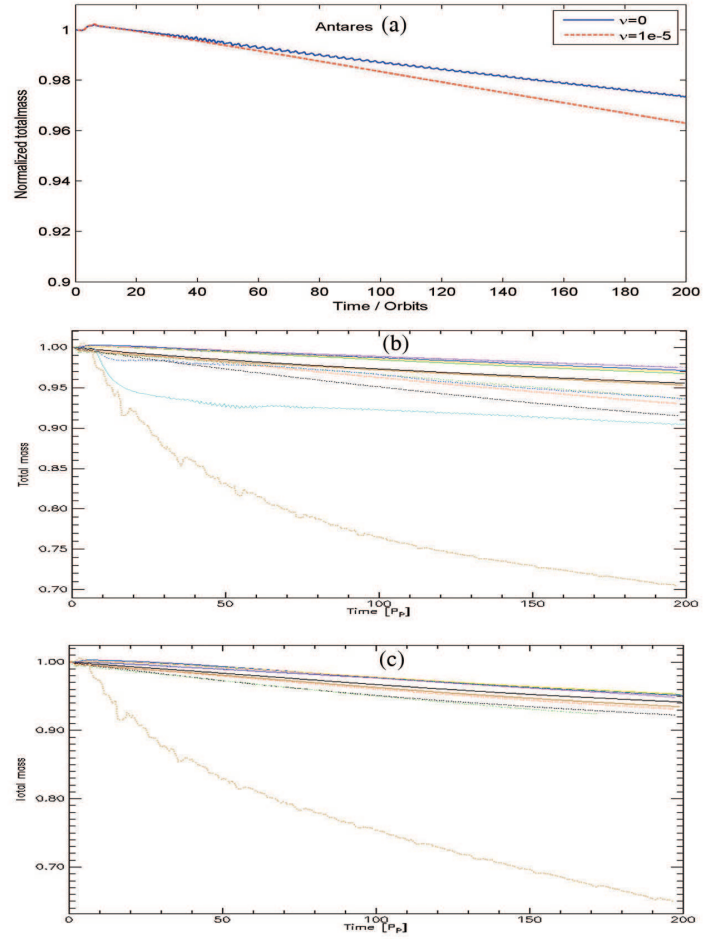 Antares (a)
ν=0
ν=1e-5
1
0.98
0.96
0.94
0.92
0.9
Normalized totalmass
0 20 40 60 80 100 120 140 160 180 200
Time / Orbits
(b)
1.00
0.95
0.90
0.85
0.80
0.75
0.70
Total mass
0 50 100 150 200
Time [Pp]
(c)
1.00
0.90
0.80
0.70
Total mass
0 50 100 150 200
Time [Pp]